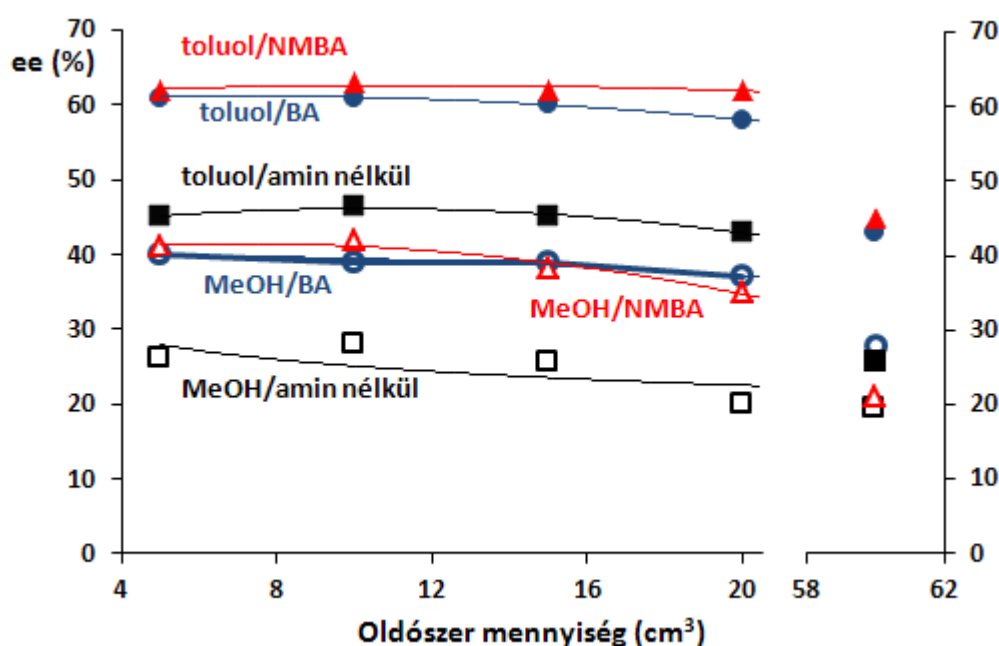 70
ee (%)
60
50
40
30
20
10
0
toluol/NMBA
toluol/BA
toluol/amin nélkül
MeOH/BA
MeOH/NMBA
MeOH/amin nélkül
70
60
50
40
30
20
10
0
4 8 12 16 20 58 62
Oldószer mennyiség (cm³)